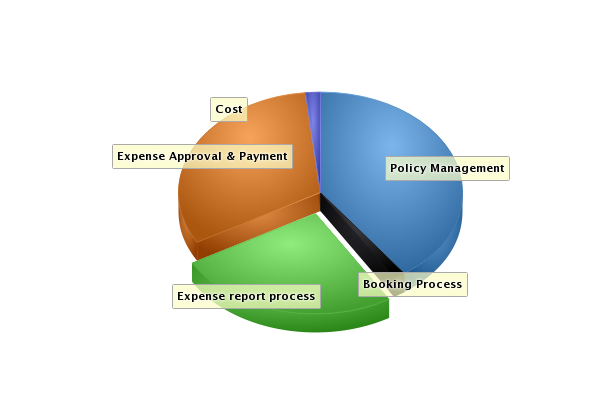 Cost
Expense Approval & Payment
Policy Management
Booking Process
Expense report process